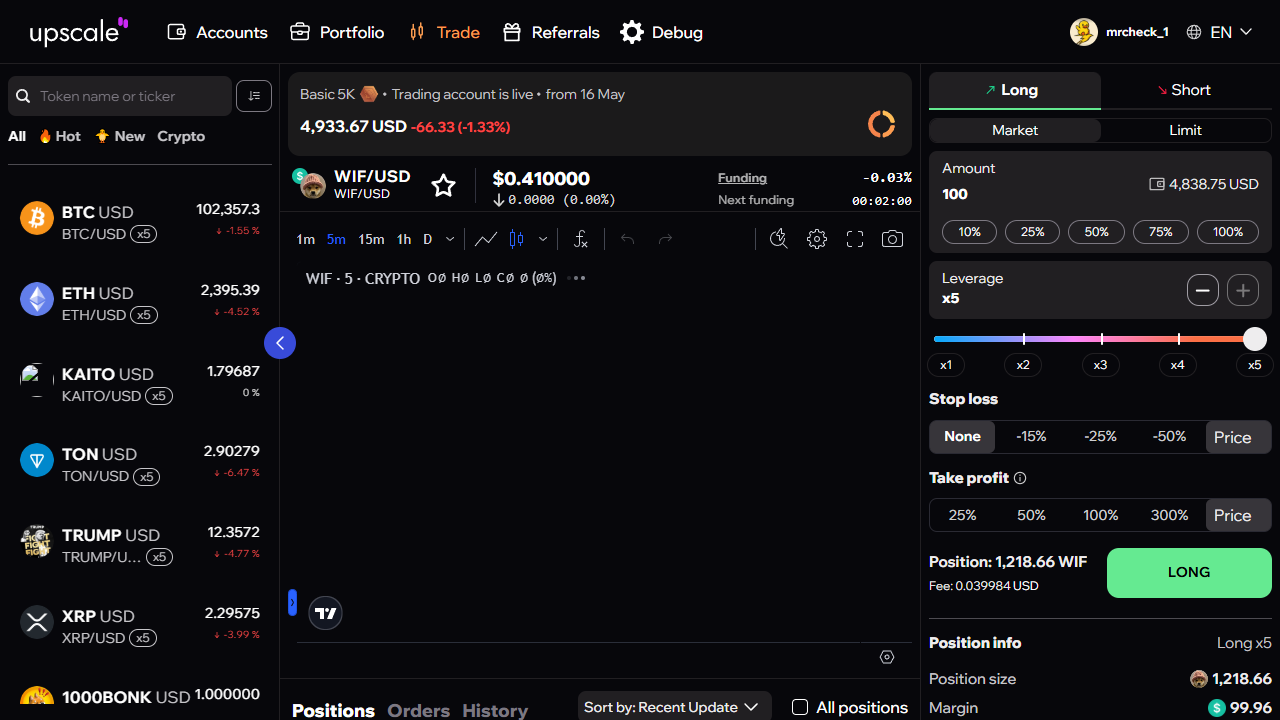 upscale
Accounts
Portfolio
Trade
Referrals
Debug
mrcheck_1
EN
Token name or ticker
All
Hot
New
Crypto
BTC USD
BTC/USD x5
102,357.3
↓ -1.55 %
ETH USD
ETH/USD x5
2,395.39
↓ -4.52 %
KAITO USD
KAITO/USD x5
1.79687
0 %
TON USD
TON/USD x5
2.90279
↓ -6.47 %
TRUMP USD
TRUMP/U... x5
12.3572
↓ -4.77 %
XRP USD
XRP/USD x5
2.29575
↓ -3.99 %
1000BONK USD
1.000000
Basic 5K • Trading account is live • from 16 May
4,933.67 USD -66.33 (-1.33%)
WIF/USD
WIF/USD
$0.410000
↓ 0.0000 (0.00%)
Funding
-0.03%
Next funding
00:02:00
1m 5m 15m 1h D
WIF · 5 · CRYPTO O∅ H∅ L∅ C∅ ∅ (∅%)
Positions
Orders
History
Sort by: Recent Update
All positions
Long
Short
Market
Limit
Amount
100
4,838.75 USD
10%
25%
50%
75%
100%
Leverage
x5
x1
x2
x3
x4
x5
Stop loss
None
-15%
-25%
-50%
Price
Take profit
25%
50%
100%
300%
Price
Position: 1,218.66 WIF
Fee: 0.039984 USD
LONG
Position info
Long x5
Position size
1,218.66
Margin
99.96